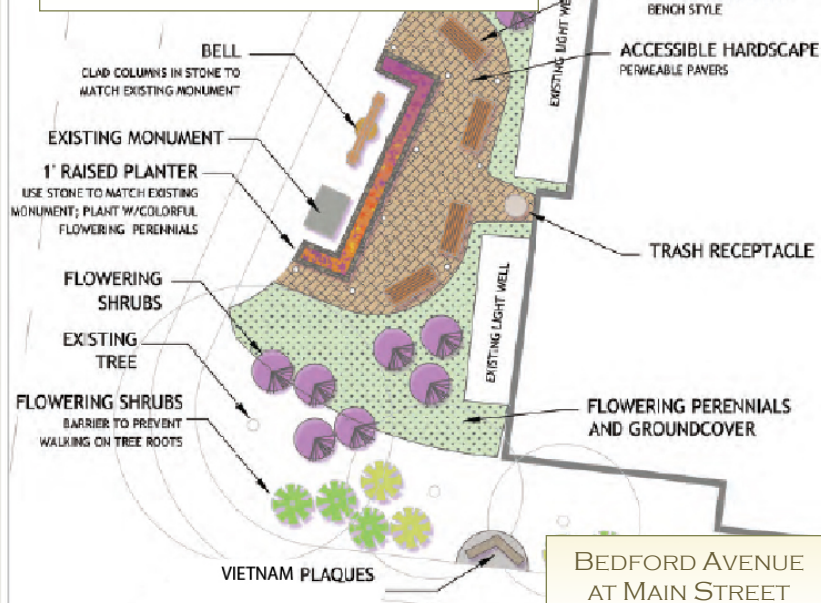 BENCH STYLE
BELL
CLAD COLUMNS IN STONE TO
MATCH EXISTING MONUMENT
EXISTING LIGHT WE
ACCESSIBLE HARDSCAPE
PERMEABLE PAVERS
EXISTING MONUMENT
1' RAISED PLANTER
USE STONE TO MATCH EXISTING
MONUMENT; PLANT W/COLORFUL
FLOWERING PERENNIALS
TRASH RECEPTACLE
FLOWERING
SHRUBS
EXISTING LIGHT WELL
EXISTING
TREE
FLOWERING SHRUBS
BARRIER TO PREVENT
WALKING ON TREE ROOTS
FLOWERING PERENNIALS
AND GROUNDCOVER
VIETNAM PLAQUES
BEDFORD AVENUE
AT MAIN STREET